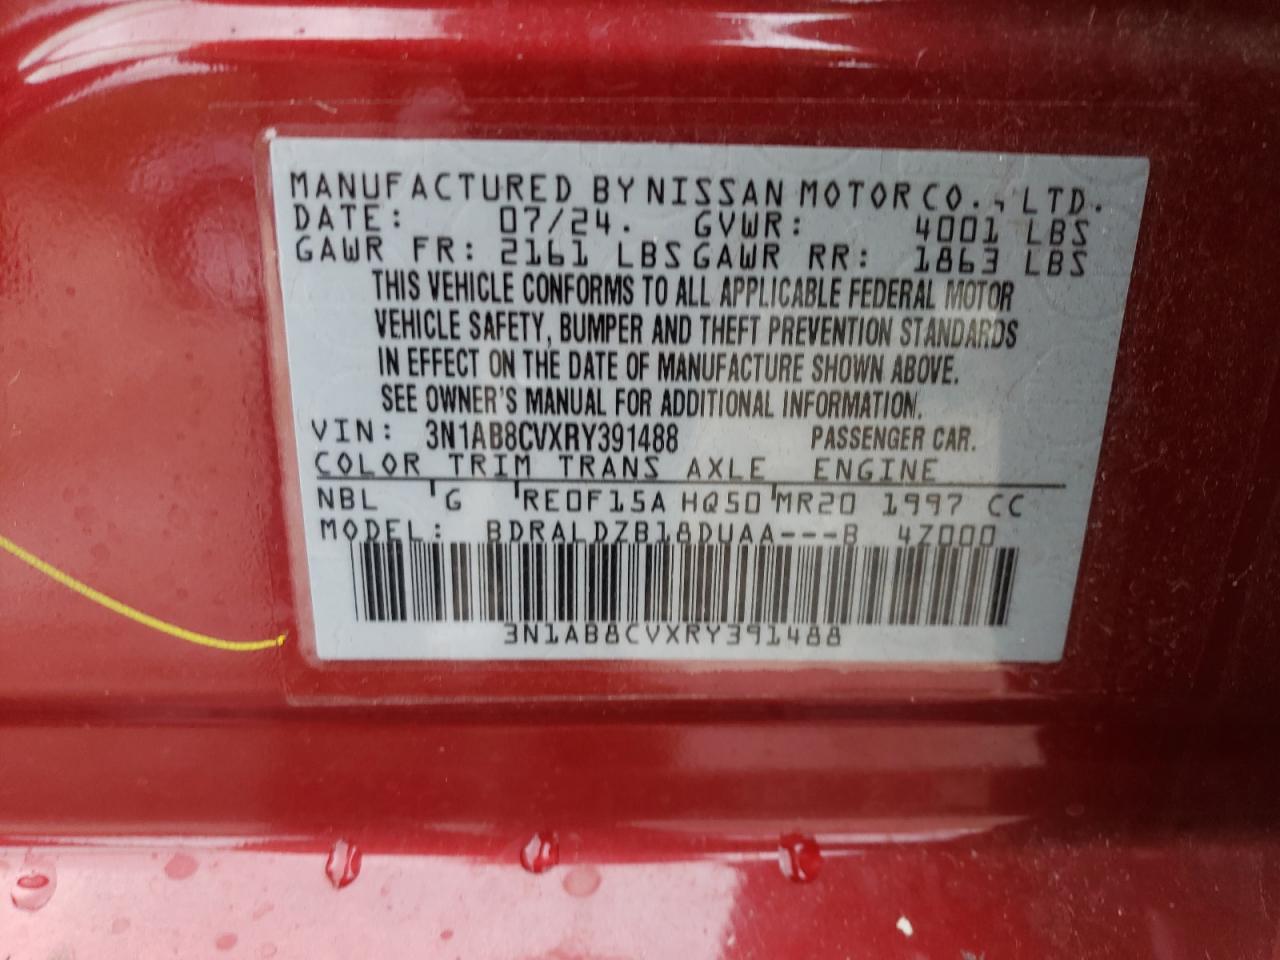 MANUFACTURED BY NISSAN MOTOR CO., LTD.
DATE: 07/24. GVWR: 4001 LBS
GAWR FR: 2161 LBS GAWR RR: 1863 LBS
THIS VEHICLE CONFORMS TO ALL APPLICABLE FEDERAL MOTOR
VEHICLE SAFETY, BUMPER AND THEFT PREVENTION STANDARDS
IN EFFECT ON THE DATE OF MANUFACTURE SHOWN ABOVE.
SEE OWNER'S MANUAL FOR ADDITIONAL INFORMATION.
VIN: 3N1AB8CVXRY391488 PASSENGER CAR.
COLOR TRIM TRANS AXLE ENGINE
NBL G RE0F15A HQ50 MR20 1997 CC
MODEL: BDRALDZB18DUAA---B 4Z000
3N1AB8CVXRY391488